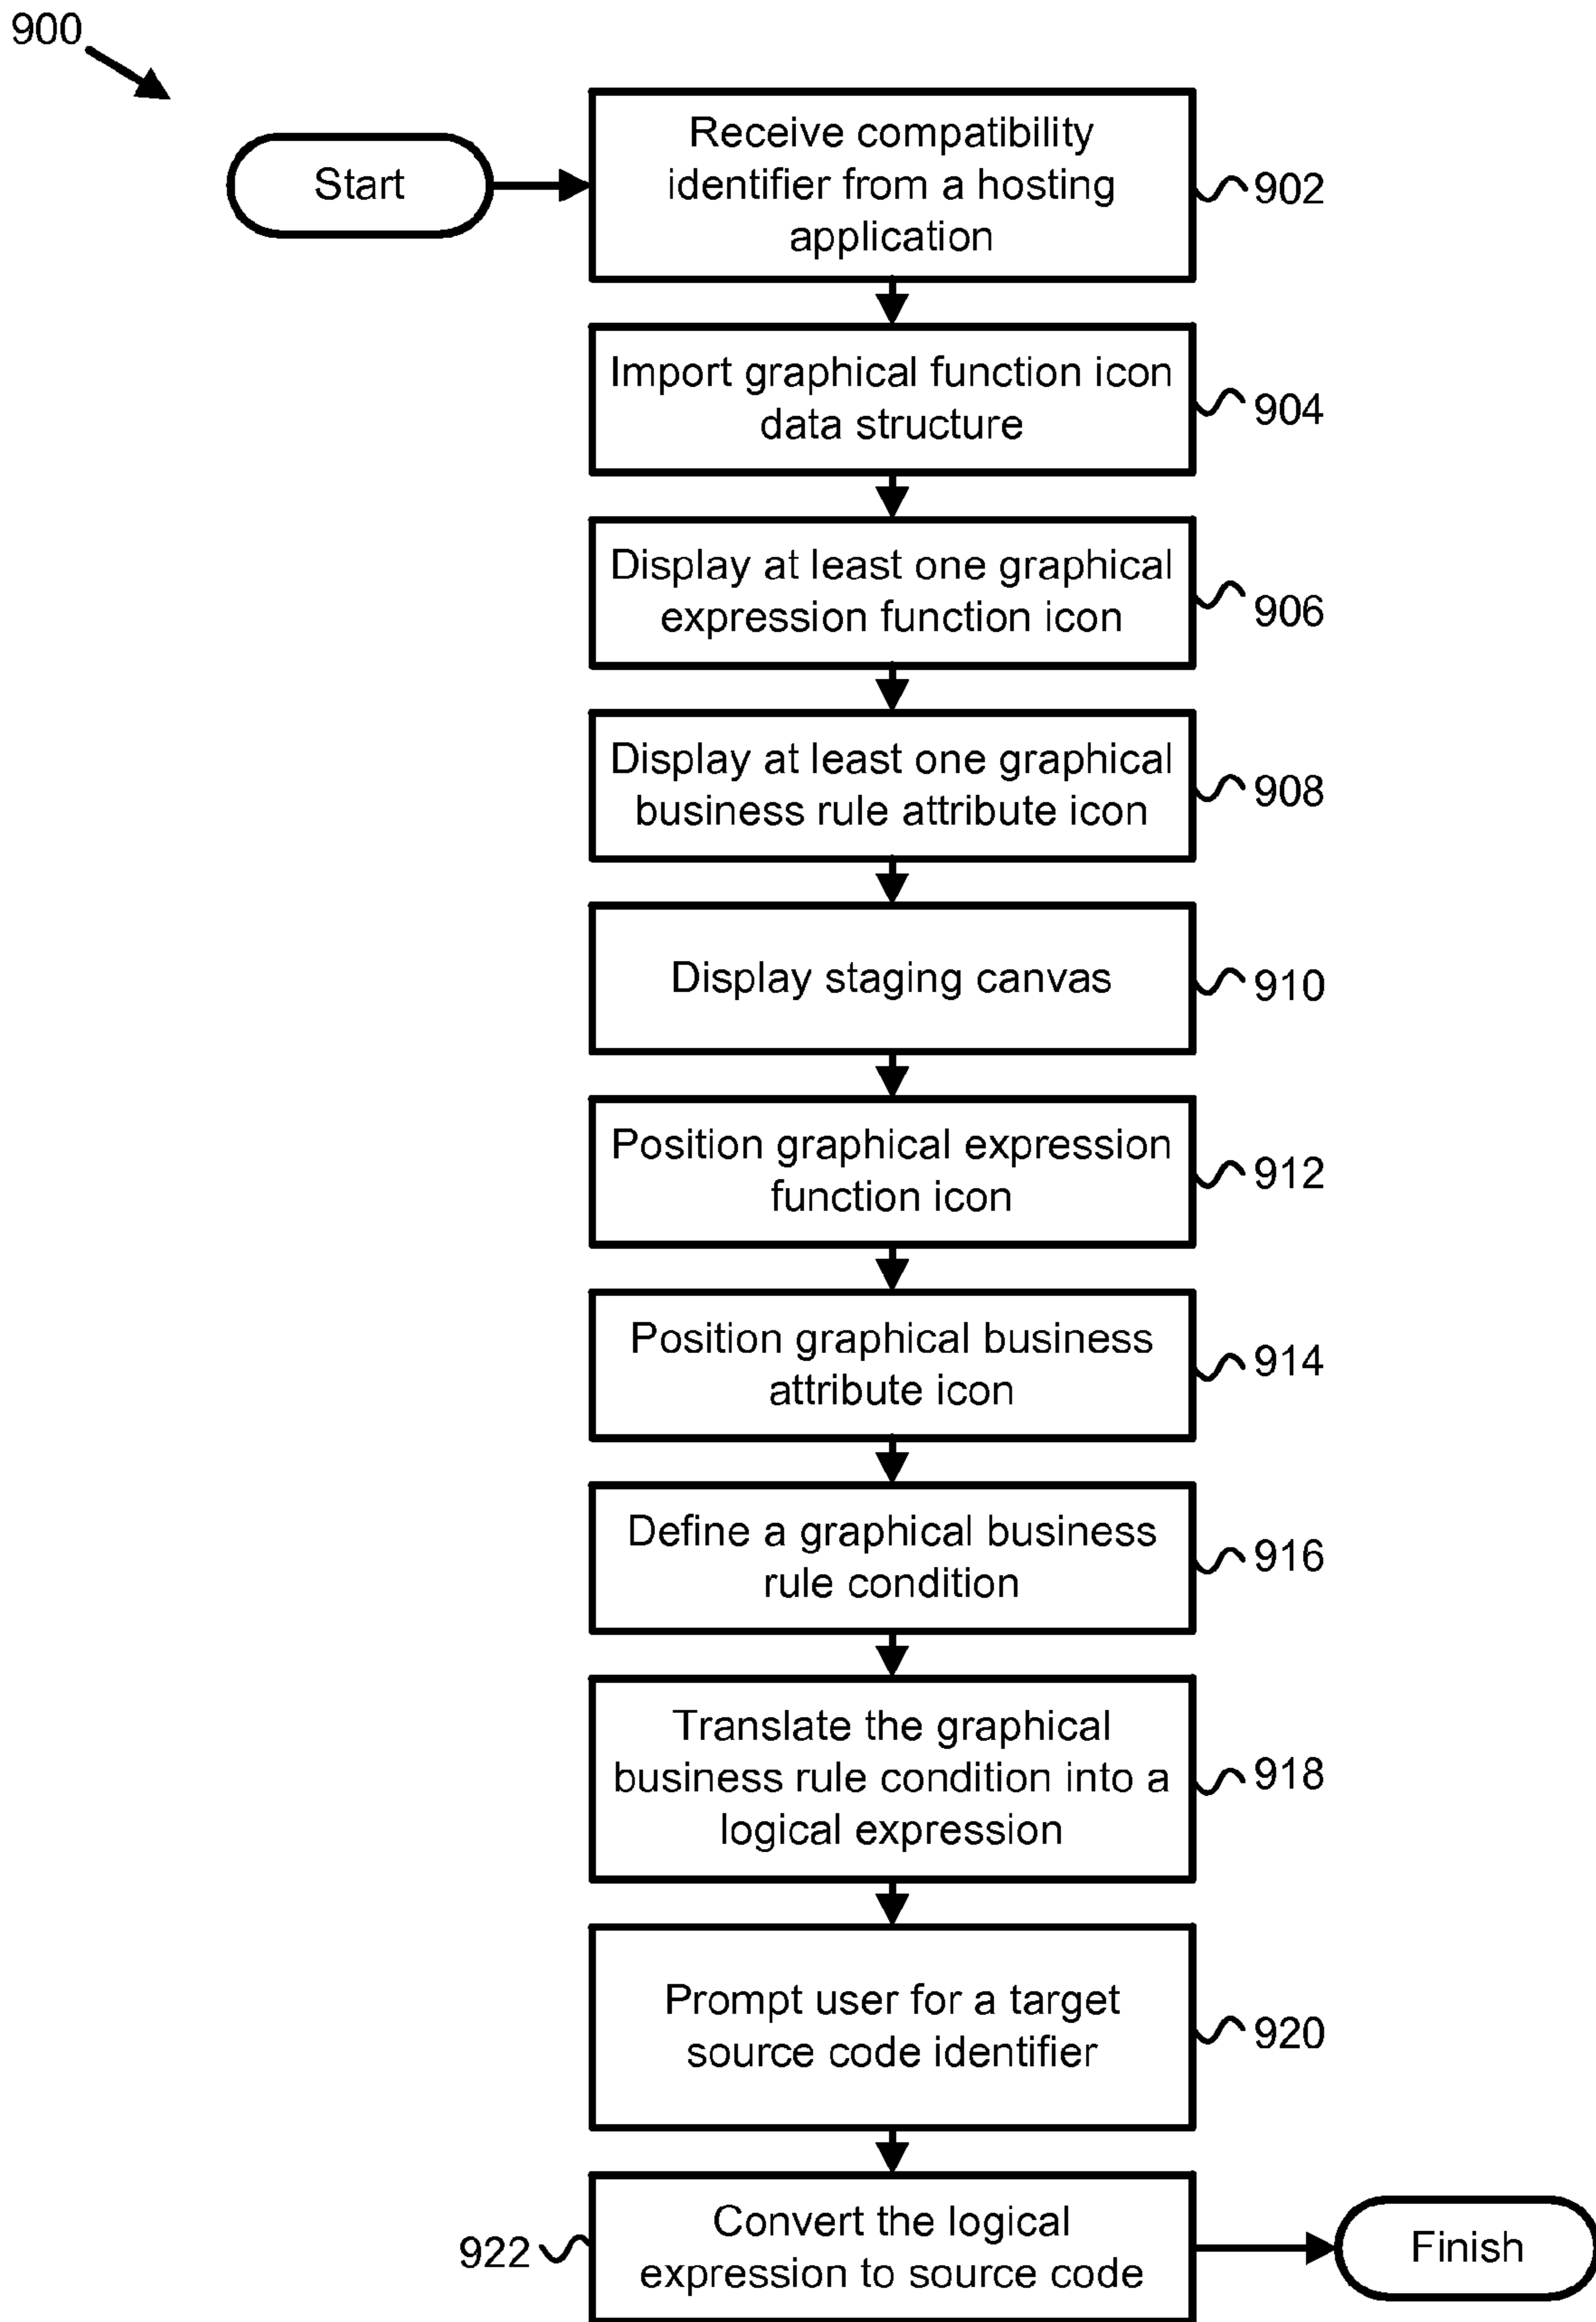 900
Start
Receive compatibility
identifier from a hosting
application
902
Import graphical function icon
data structure
904
Display at least one graphical
expression function icon
906
Display at least one graphical
business rule attribute icon
908
Display staging canvas
910
Position graphical expression
function icon
912
Position graphical business
attribute icon
914
Define a graphical business
rule condition
916
Translate the graphical
business rule condition into a
logical expression
918
Prompt user for a target
source code identifier
920
Convert the logical
expression to source code
922
Finish